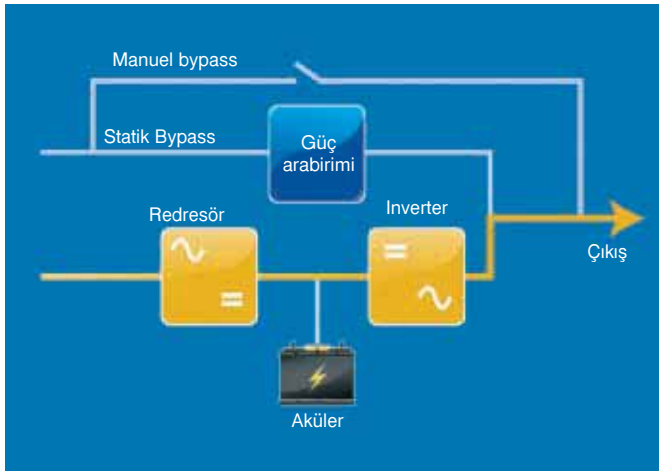 Manuel bypass
Statik Bypass
Güç
arabirimi
Redresör
Inverter
Çıkış
Aküler